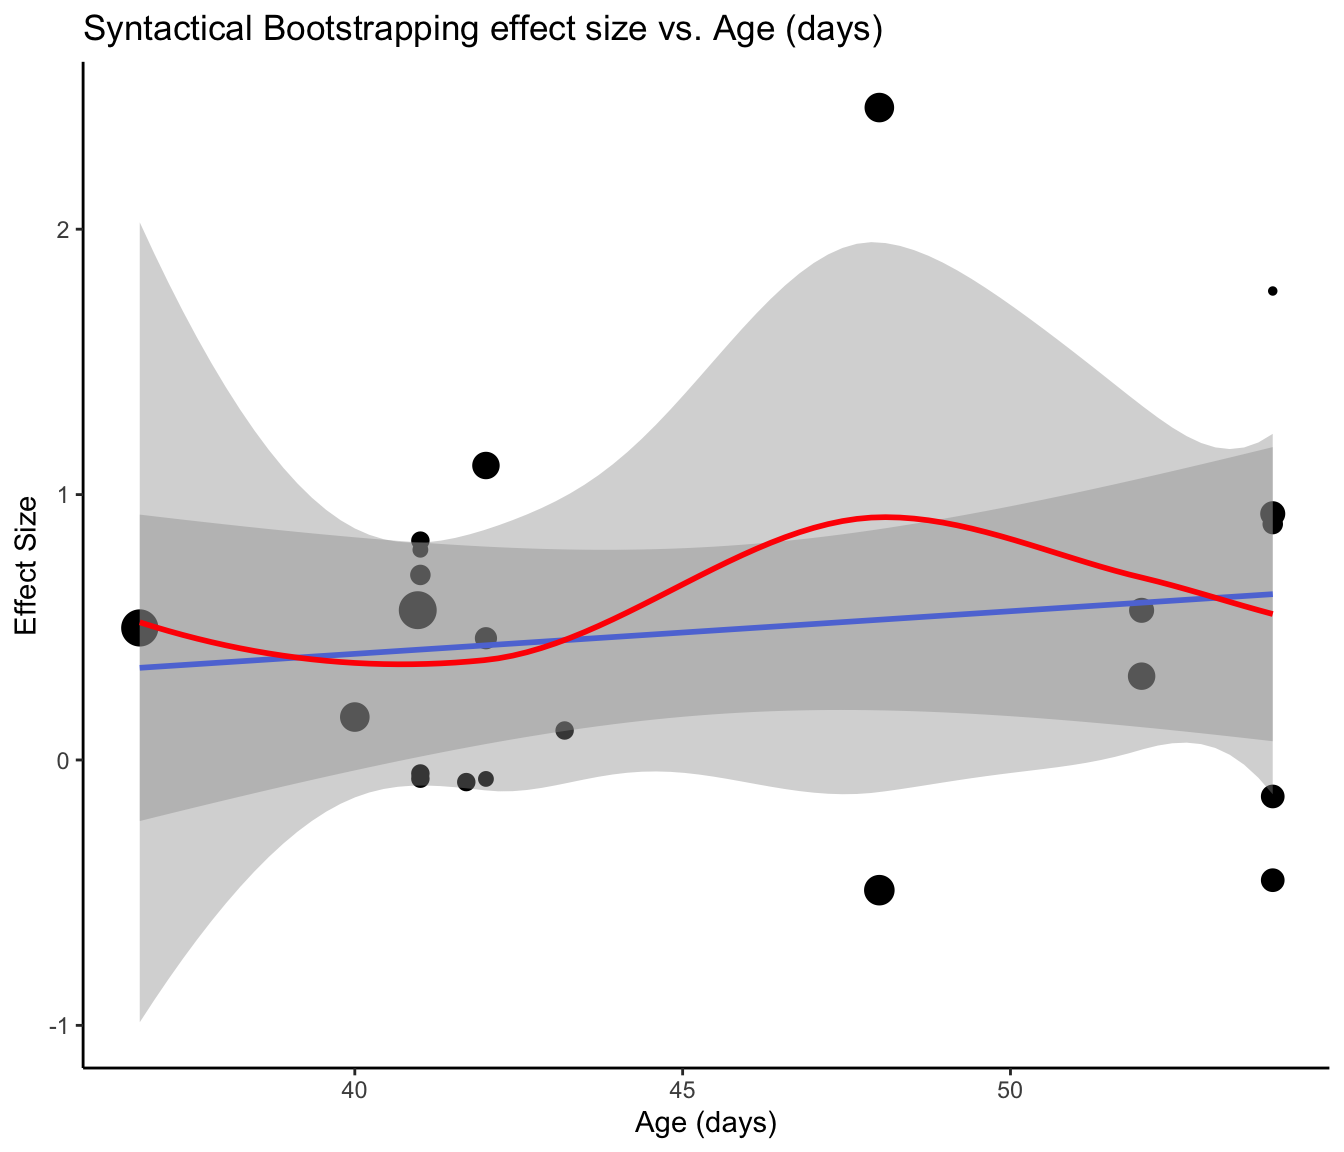 Syntactical Bootstrapping effect size vs. Age (days)
Effect Size
2
1
0
-1
40 45 50
Age (days)